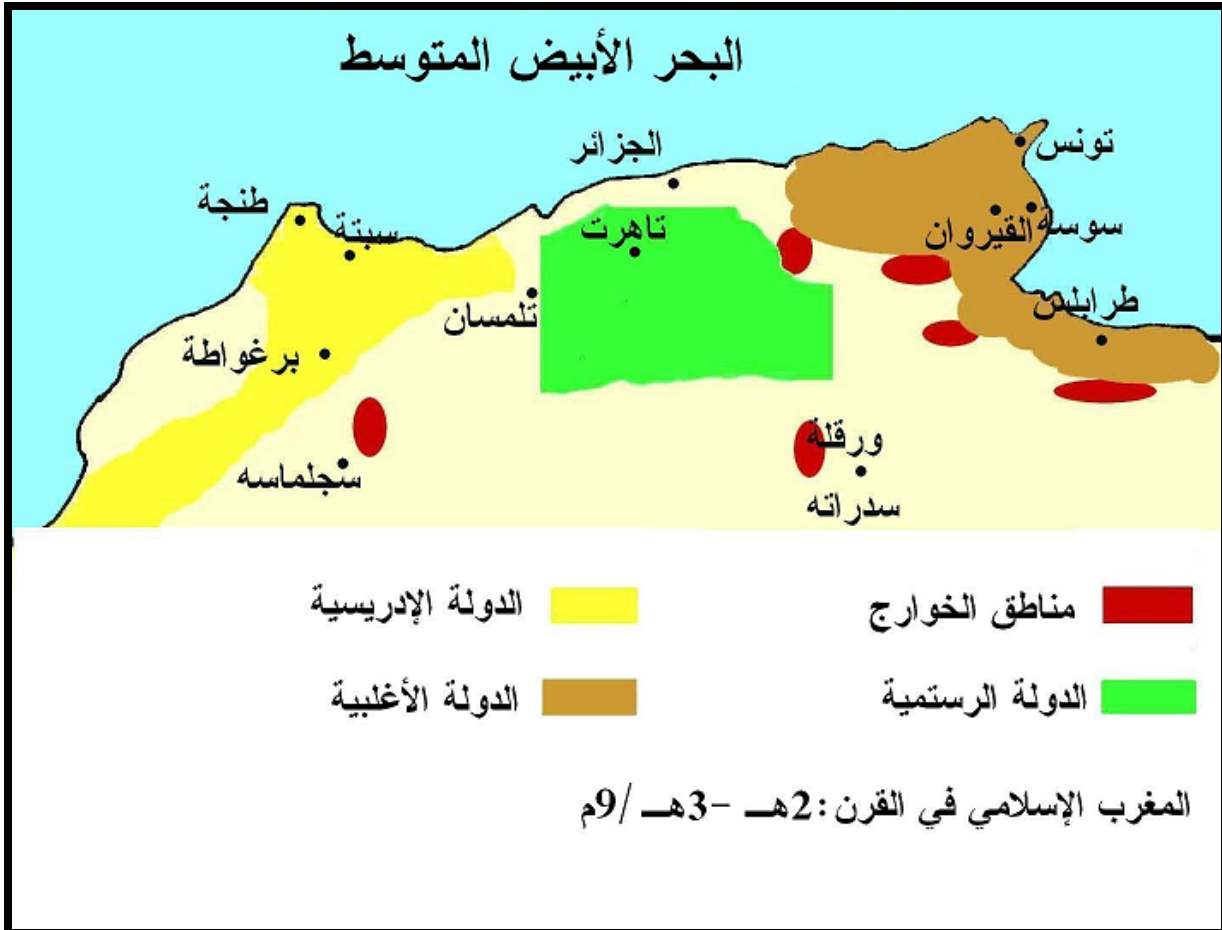 البحر الأبيض المتوسط
تونس
الجزائر
طنجة
سبتة
تاهرت
القيروان
سوسة
تلمسان
طرابلس
برغواطة
ورقلة
سجلماسه
سدراته
مناطق الخوارج
الدولة الإدريسية
الدولة الرستمية
الدولة الأغلبية
المغرب الإسلامي في القرن :2هـ -3هـ /9م